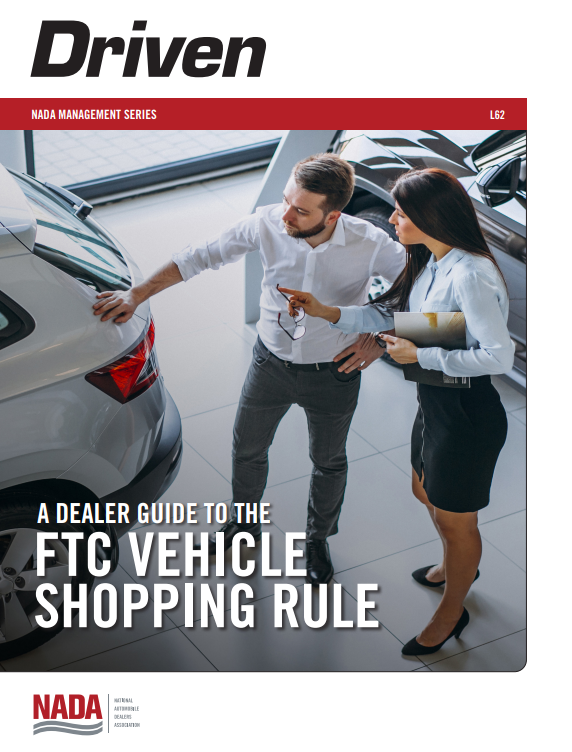 Driven
NADA MANAGEMENT SERIES L62
A DEALER GUIDE TO THE
FTC VEHICLE
SHOPPING RULE
NADA
NATIONAL
AUTOMOBILE
DEALERS
ASSOCIATION